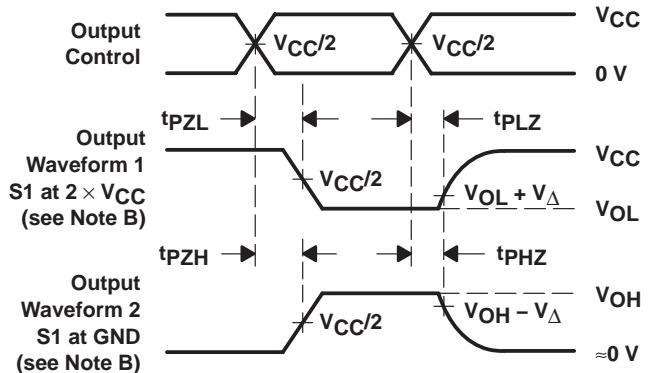 Output
Control
VCC/2
VCC/2
VCC
0 V
tPZL
tPLZ
Output
Waveform 1
S1 at 2 × VCC
(see Note B)
VCC/2
VCC
VOL + VΔ
VOL
tPZH
tPHZ
Output
Waveform 2
S1 at GND
(see Note B)
VCC/2
VOH
VOH − VΔ
≈0 V